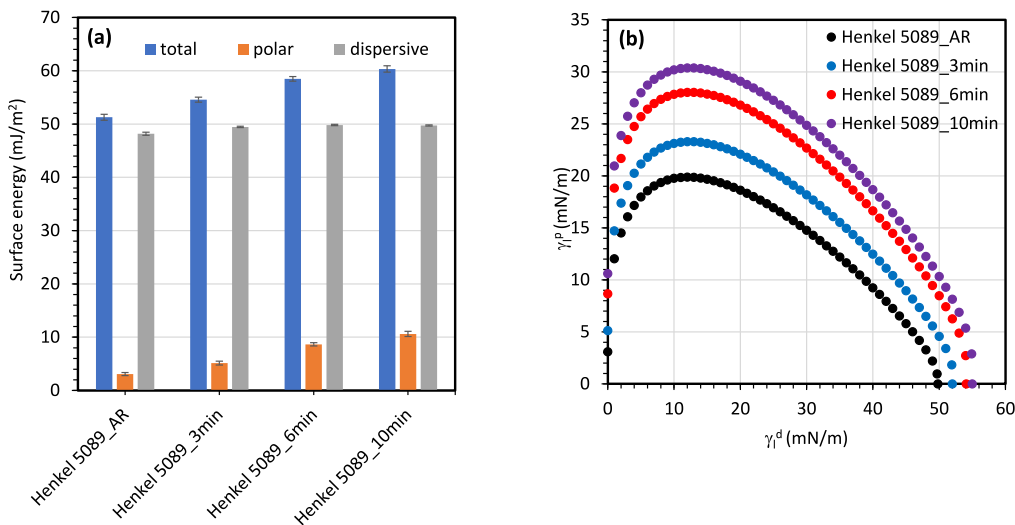 (a)
total polar dispersive
Surface energy (mJ/m²)
70
60
50
40
30
20
10
0
Henkel 5089_AR
Henkel 5089_3min
Henkel 5089_6min
Henkel 5089_10min
(b)
Henkel 5089_AR
Henkel 5089_3min
Henkel 5089_6min
Henkel 5089_10min
γₗᵖ (mN/m)
35
30
25
20
15
10
5
0
0 10 20 30 40 50 60
γₗᵈ (mN/m)